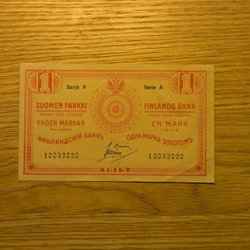 Sarja A
Serie A
1
1
SUOMEN PANKKI
FINLANDS BANK
YHDEN MARKAN
EN MARK
ФИНЛЯНДСКІЙ БАНКЪ
ОДНА МАРКА ЗОЛОТОМЪ
10032020
10032020
1915